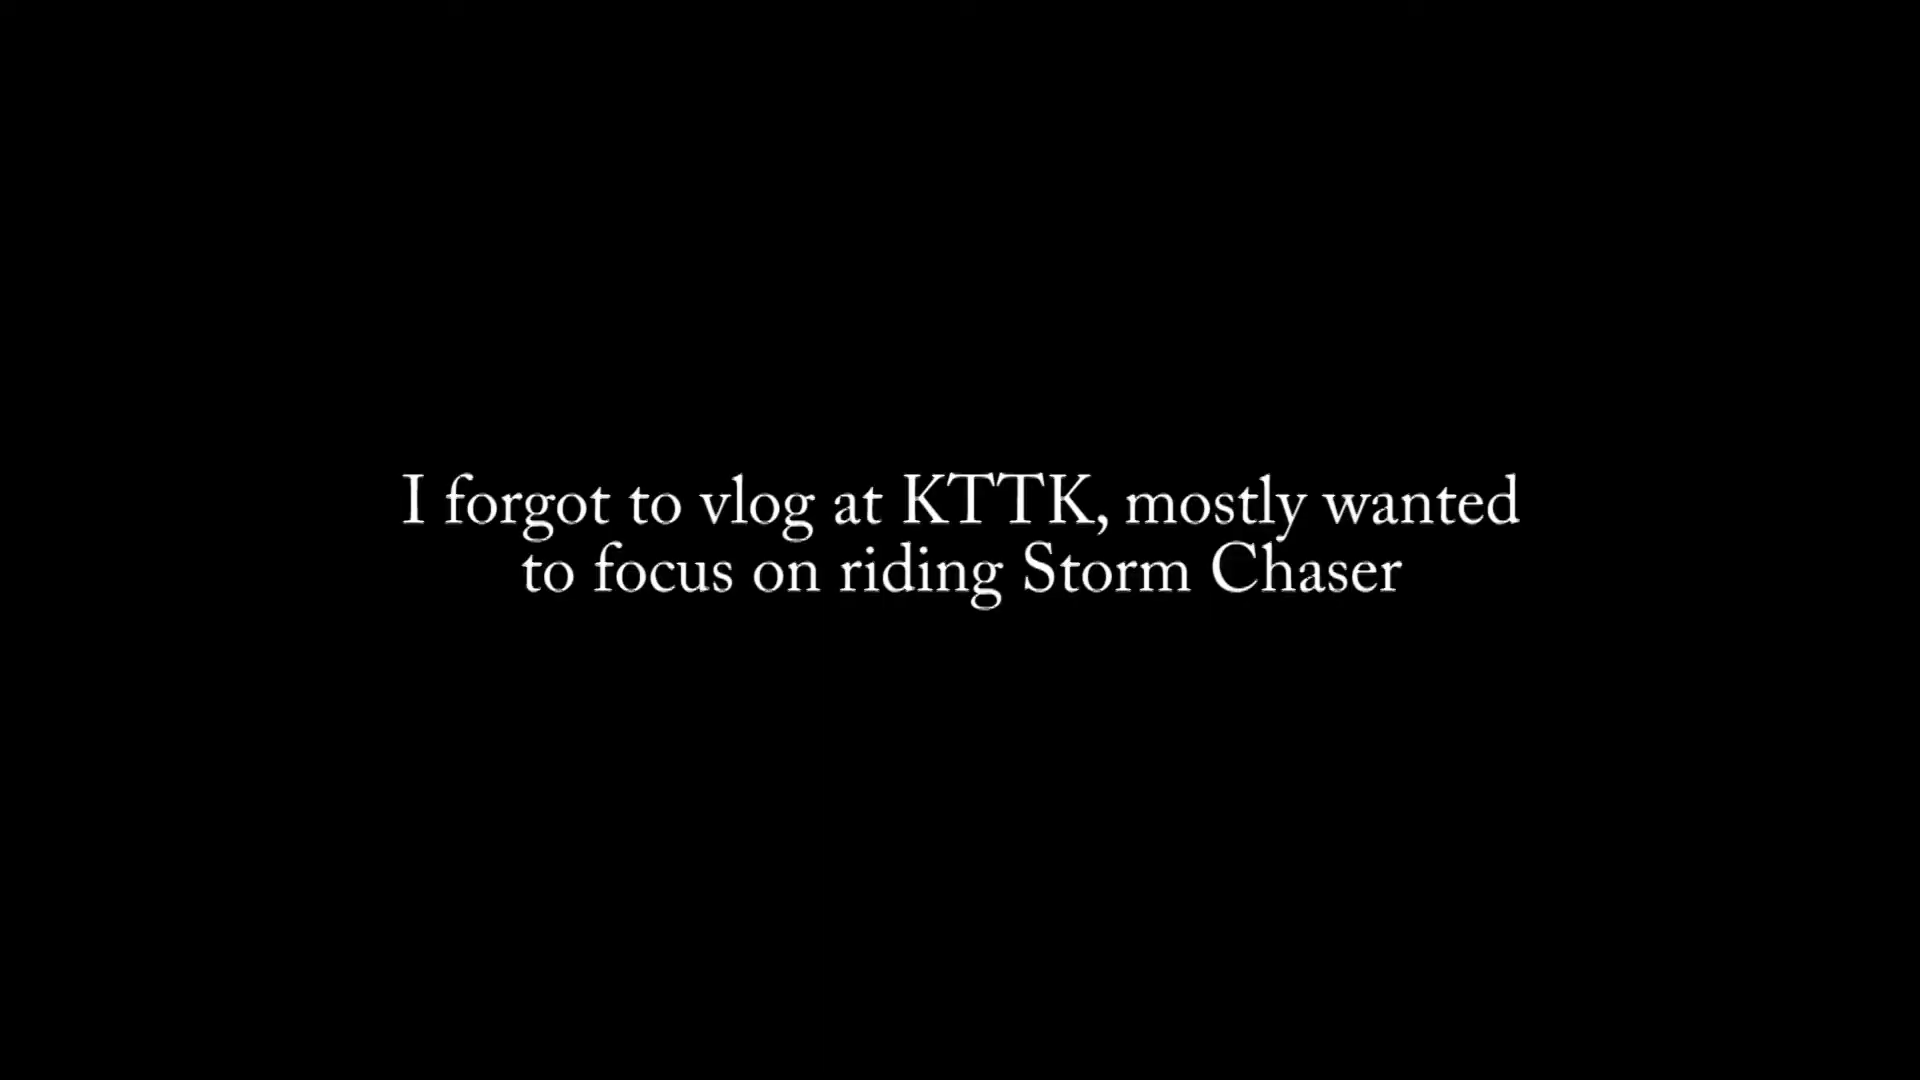 I forgot to vlog at KTTK, mostly wanted
to focus on riding Storm Chaser